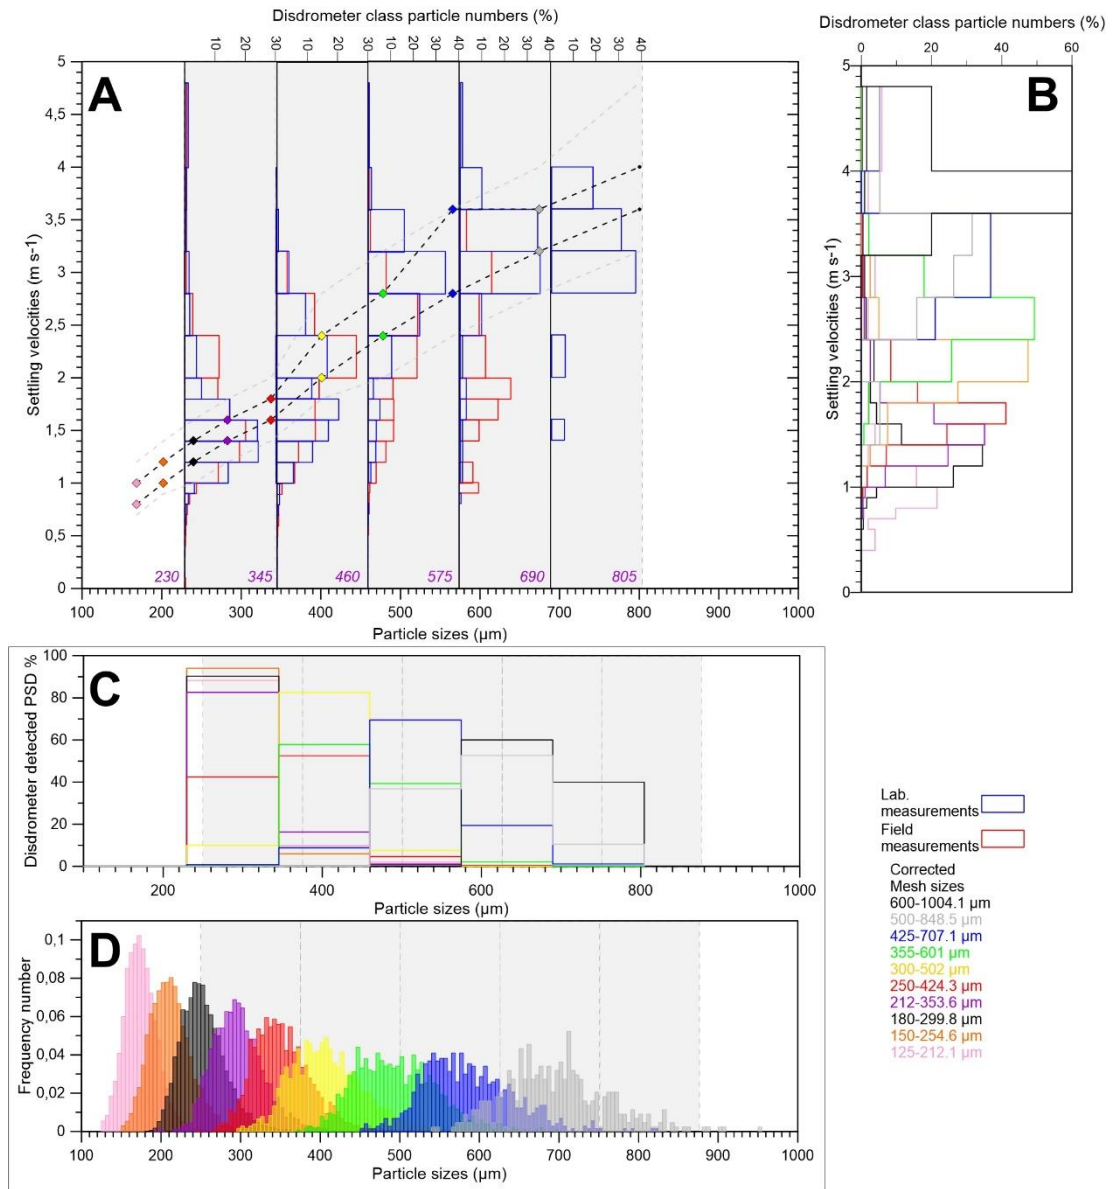 Disdrometer class particle numbers (%)
10 20 30 10 20 30 10 20 30 40 10 20 30 40 10 20 30 40
A
5
4,5
4
3,5
3
2,5
2
1,5
1
0,5
0
Settling velocities (m s-1)
230 345 460 575 690 805
100 200 300 400 500 600 700 800 900 1000
Particle sizes (µm)
Disdrometer class particle numbers (%)
0 20 40 60
B
5
4
3
2
1
0
Settling velocities (m s-1)
C
100
80
60
40
20
0
Disdrometer detected PSD %
200 400 600 800 1000
Particle sizes (µm)
D
0,1
0,08
0,06
0,04
0,02
0
Frequency number
100 200 300 400 500 600 700 800 900 1000
Particle sizes (µm)
Lab.
measurements
Field
measurements
Corrected
Mesh sizes
600-1004.1 µm
500-848.5 µm
425-707.1 µm
355-601 µm
300-502 µm
250-424.3 µm
212-353.6 µm
180-299.8 µm
150-254.6 µm
125-212.1 µm